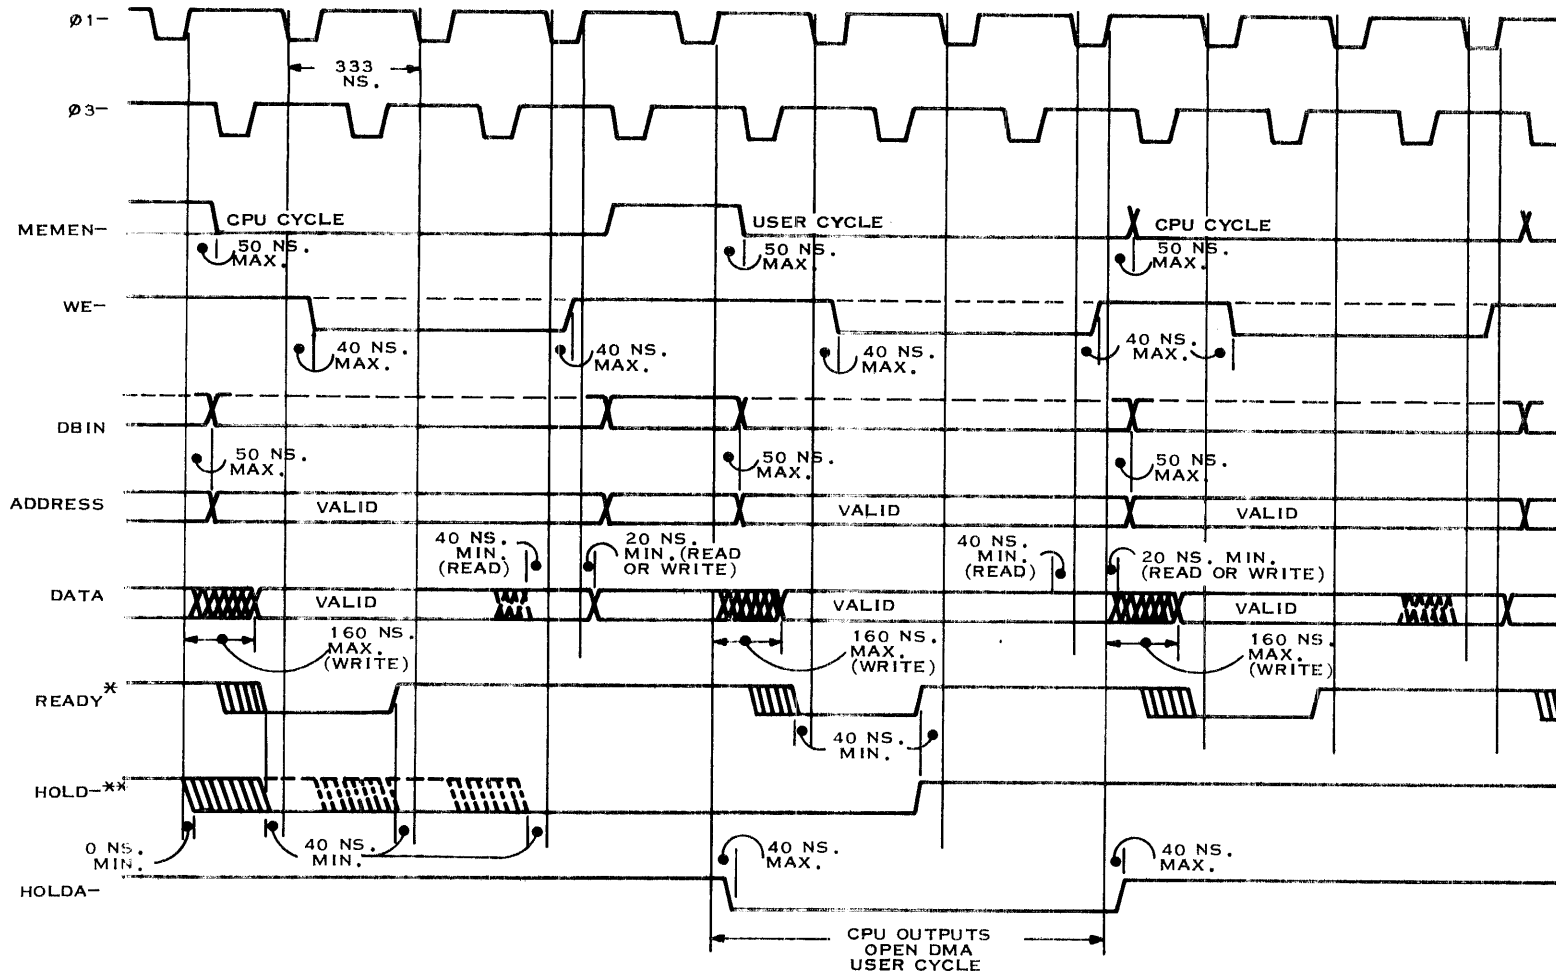 Ø1-
333
NS.
Ø3-
MEMEN-
CPU CYCLE
USER CYCLE
CPU CYCLE
50 NS.
MAX.
50 NS.
MAX.
50 NS.
MAX.
WE-
40 NS.
MAX.
40 NS.
MAX.
40 NS.
MAX.
40 NS.
MAX.
DBIN
50 NS.
MAX.
50 NS.
MAX.
50 NS.
MAX.
ADDRESS
VALID
VALID
VALID
40 NS.
MIN.
(READ)
20 NS.
MIN.(READ
OR WRITE)
40 NS.
MIN.
(READ)
20 NS. MIN.
(READ OR WRITE)
DATA
VALID
VALID
VALID
160 NS.
MAX.
(WRITE)
160 NS.
MAX.
(WRITE)
160 NS.
MAX.
(WRITE)
READY*
40 NS.
MIN.
HOLD-**
0 NS.
MIN.
40 NS.
MIN.
40 NS.
MAX.
40 NS.
MAX.
HOLDA-
CPU OUTPUTS
OPEN DMA
USER CYCLE